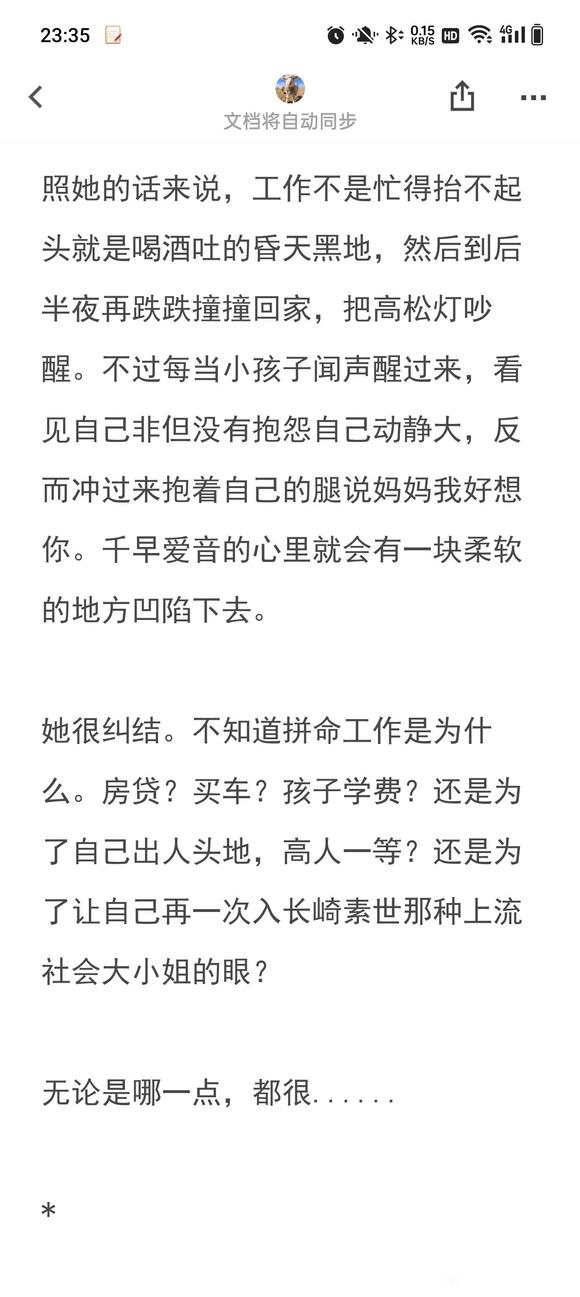 23:35
0.15
KB/S
HD
4G
文档将自动同步
照她的话来说，工作不是忙得抬不起
头就是喝酒吐的昏天黑地，然后到后
半夜再跌跌撞撞回家，把高松灯吵
醒。不过每当小孩子闻声醒过来，看
见自己非但没有抱怨自己动静大，反
而冲过来抱着自己的腿说妈妈我好想
你。千早爱音的心里就会有一块柔软
的地方凹陷下去。
她很纠结。不知道拼命工作是为什
么。房贷？买车？孩子学费？还是为
了自己出人头地，高人一等？还是为
了让自己再一次入长崎素世那种上流
社会大小姐的眼？
无论是哪一点，都很......
*